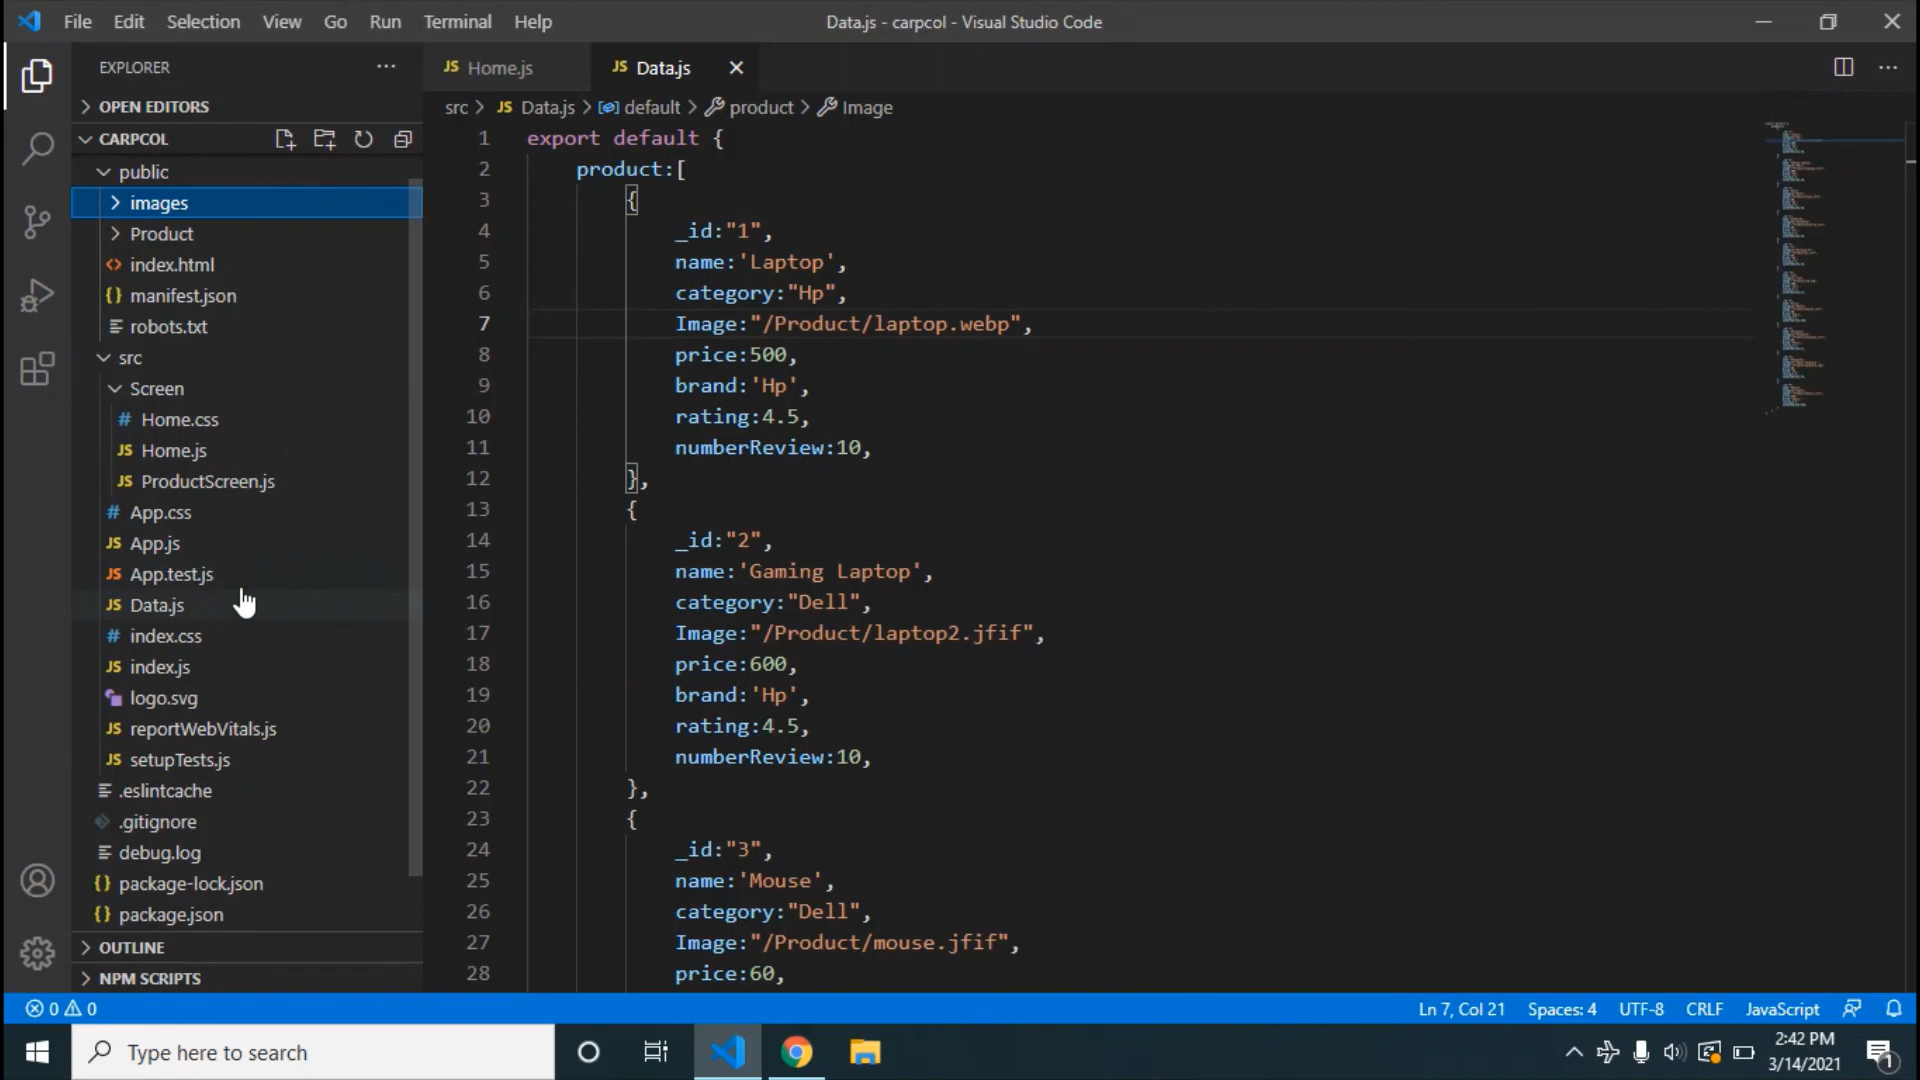 File Edit Selection View Go Run Terminal Help
Data.js - carpcol - Visual Studio Code
EXPLORER
OPEN EDITORS
CARPCOL
public
images
Product
index.html
manifest.json
robots.txt
src
Screen
Home.css
Home.js
ProductScreen.js
App.css
App.js
App.test.js
Data.js
index.css
index.js
logo.svg
reportWebVitals.js
setupTests.js
.eslintcache
.gitignore
debug.log
package-lock.json
package.json
OUTLINE
NPM SCRIPTS
JS Home.js JS Data.js
src > JS Data.js > default > product > Image
1 export default {
2 product:[
3 {
4 _id:"1",
5 name:'Laptop',
6 category:"Hp",
7 Image:"/Product/laptop.webp",
8 price:500,
9 brand:'Hp',
10 rating:4.5,
11 numberReview:10,
12 },
13 {
14 _id:"2",
15 name:'Gaming Laptop',
16 category:"Dell",
17 Image:"/Product/laptop2.jfif",
18 price:600,
19 brand:'Hp',
20 rating:4.5,
21 numberReview:10,
22 },
23 {
24 _id:"3",
25 name:'Mouse',
26 category:"Dell",
27 Image:"/Product/mouse.jfif",
28 price:60,
0 0
Ln 7, Col 21 Spaces: 4 UTF-8 CRLF JavaScript
Type here to search
2:42 PM
3/14/2021
1